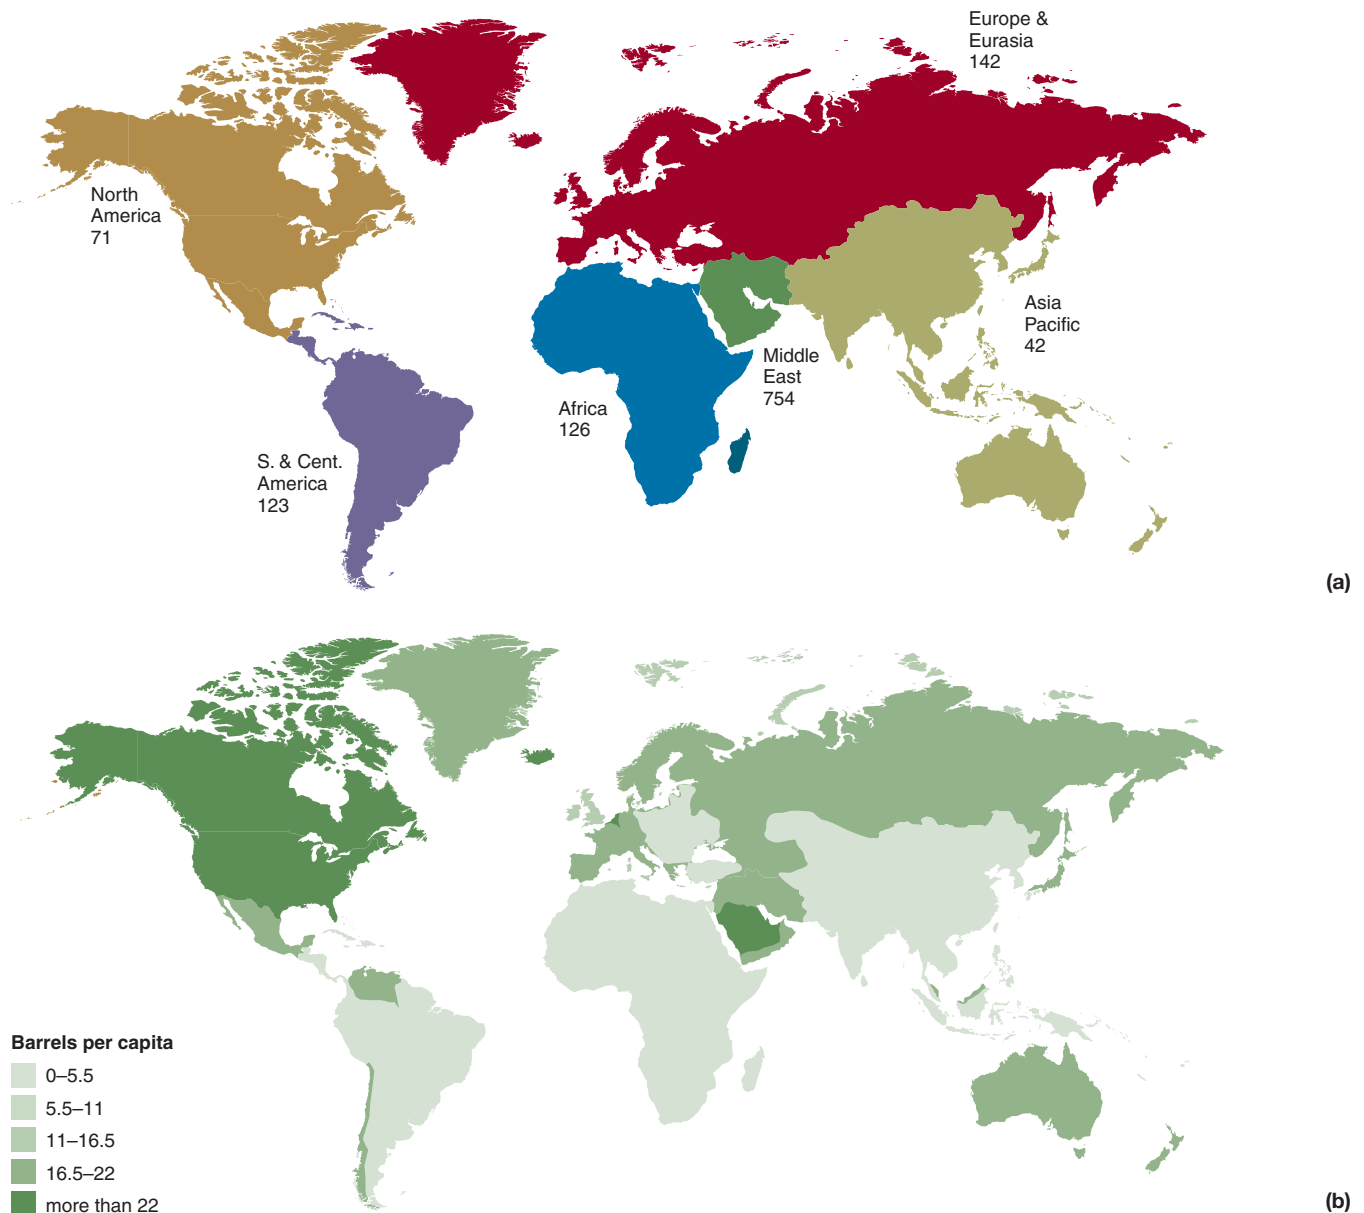 Europe &
Eurasia
142
North
America
71
Asia
Pacific
42
Middle
East
754
Africa
126
S. & Cent.
America
123
(a)
Barrels per capita
0–5.5
5.5–11
11–16.5
16.5–22
more than 22
(b)